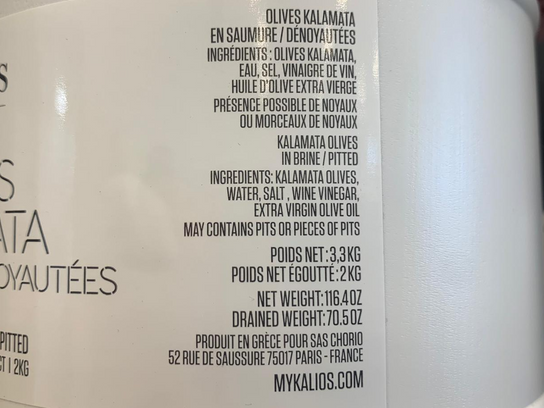 S
S
ATA
OYAUTÉES
PITTED
CT | 2KG
OLIVES KALAMATA
EN SAUMURE / DÉNOYAUTÉES
INGRÉDIENTS : OLIVES KALAMATA,
EAU, SEL, VINAIGRE DE VIN,
HUILE D'OLIVE EXTRA VIERGE
PRÉSENCE POSSIBLE DE NOYAUX
OU MORCEAUX DE NOYAUX
KALAMATA OLIVES
IN BRINE / PITTED
INGREDIENTS: KALAMATA OLIVES,
WATER, SALT , WINE VINEGAR,
EXTRA VIRGIN OLIVE OIL
MAY CONTAINS PITS OR PIECES OF PITS
POIDS NET : 3,3KG
POIDS NET ÉGOUTTÉ : 2KG
NET WEIGHT: 116.4OZ
DRAINED WEIGHT: 70.5OZ
PRODUIT EN GRÈCE POUR SAS CHORIO
52 RUE DE SAUSSURE 75017 PARIS - FRANCE
MYKALIOS.COM